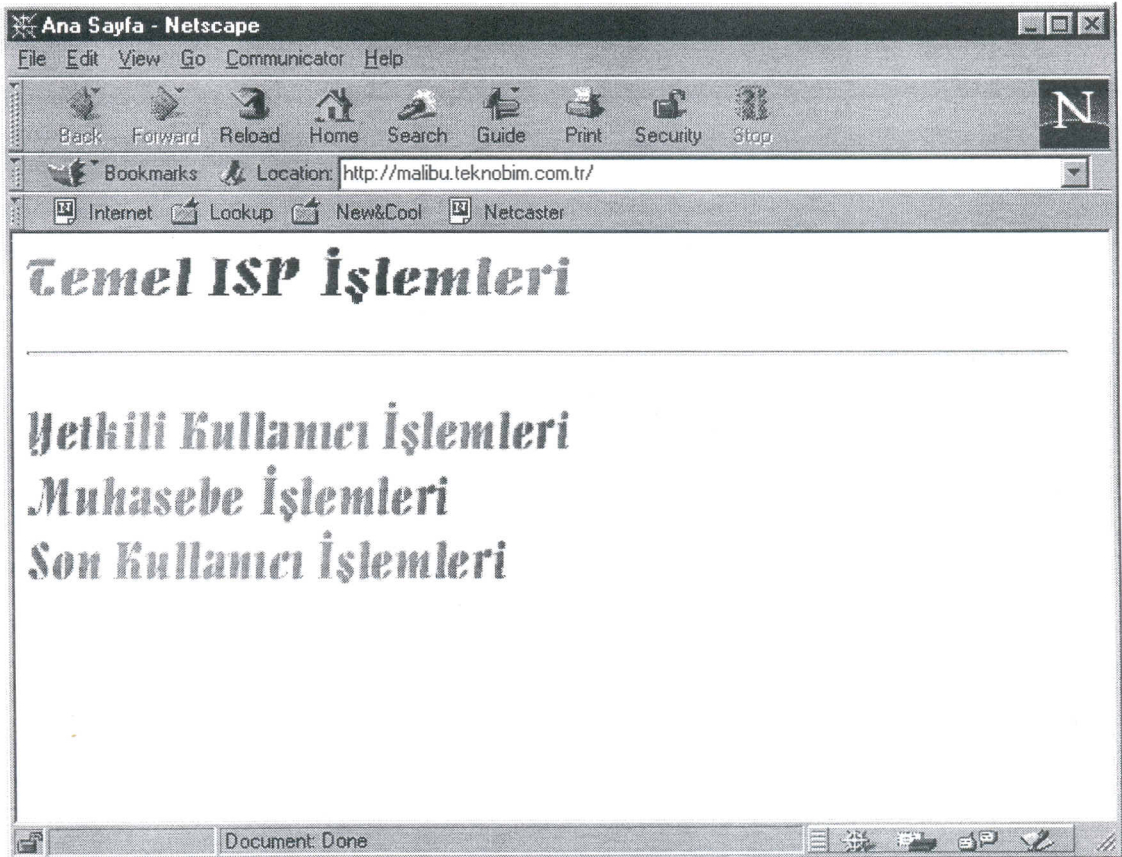 Ana Sayfa - Netscape
File Edit View Go Communicator Help
Back Forward Reload Home Search Guide Print Security Stop
N
Bookmarks Location: http://malibu.teknobim.com.tr/
Internet Lookup New&Cool Netcaster
Temel ISP İşlemleri
Yetkili Kullanıcı İşlemleri
Muhasebe İşlemleri
Son Kullanıcı İşlemleri
Document: Done